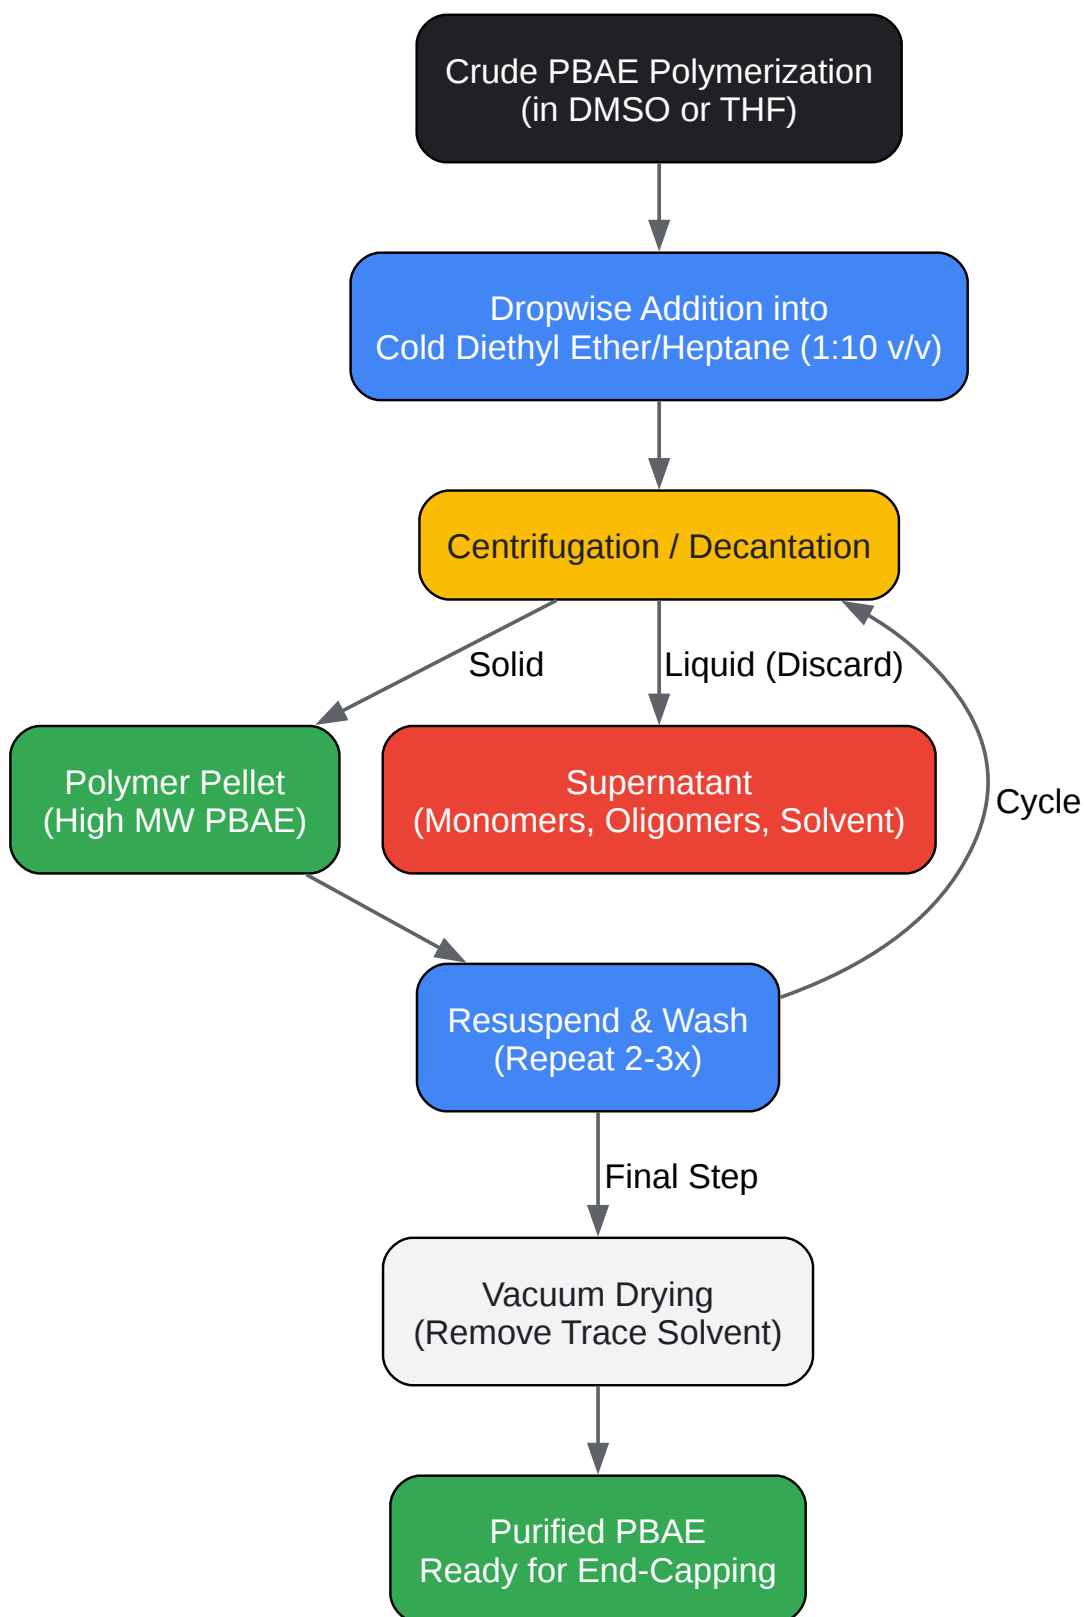 Crude PBAE Polymerization
(in DMSO or THF)
Dropwise Addition into
Cold Diethyl Ether/Heptane (1:10 v/v)
Centrifugation / Decantation
Solid
Liquid (Discard)
Polymer Pellet
(High MW PBAE)
Supernatant
(Monomers, Oligomers, Solvent)
Cycle
Resuspend & Wash
(Repeat 2-3x)
Final Step
Vacuum Drying
(Remove Trace Solvent)
Purified PBAE
Ready for End-Capping